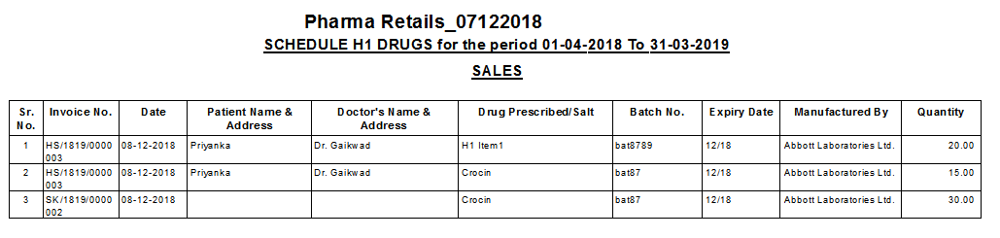 Pharma Retails_07122018
SCHEDULE H1 DRUGS for the period 01-04-2018 To 31-03-2019
SALES
Sr. No. Invoice No. Date Patient Name & Address Doctor's Name & Address Drug Prescribed/Salt Batch No. Expiry Date Manufactured By Quantity
1 HS/1819/0000003 08-12-2018 Priyanka Dr. Gaikwad H1 Item1 bat8789 12/18 Abbott Laboratories Ltd. 20.00
2 HS/1819/0000003 08-12-2018 Priyanka Dr. Gaikwad Crocin bat87 12/18 Abbott Laboratories Ltd. 15.00
3 SK/1819/0000002 08-12-2018 Crocin bat87 12/18 Abbott Laboratories Ltd. 30.00